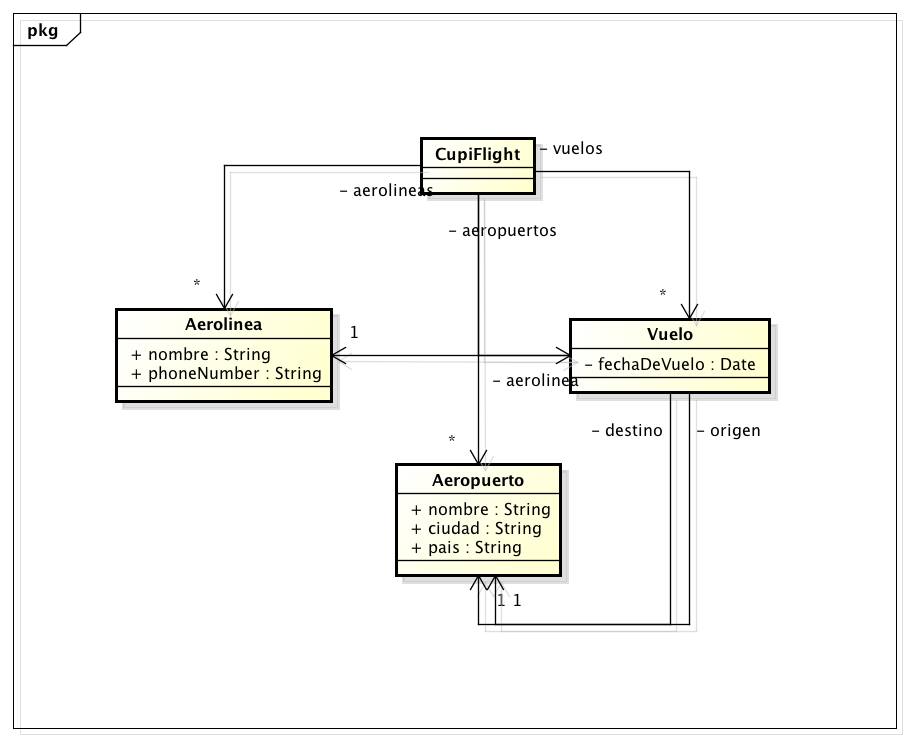 pkg
CupiFlight
- vuelos
- aerolineas
- aeropuertos
*
*
Aerolinea
+ nombre : String
+ phoneNumber : String
1
Vuelo
- fechaDeVuelo : Date
- aerolinea
- destino
- origen
*
Aeropuerto
+ nombre : String
+ ciudad : String
+ pais : String
1 1